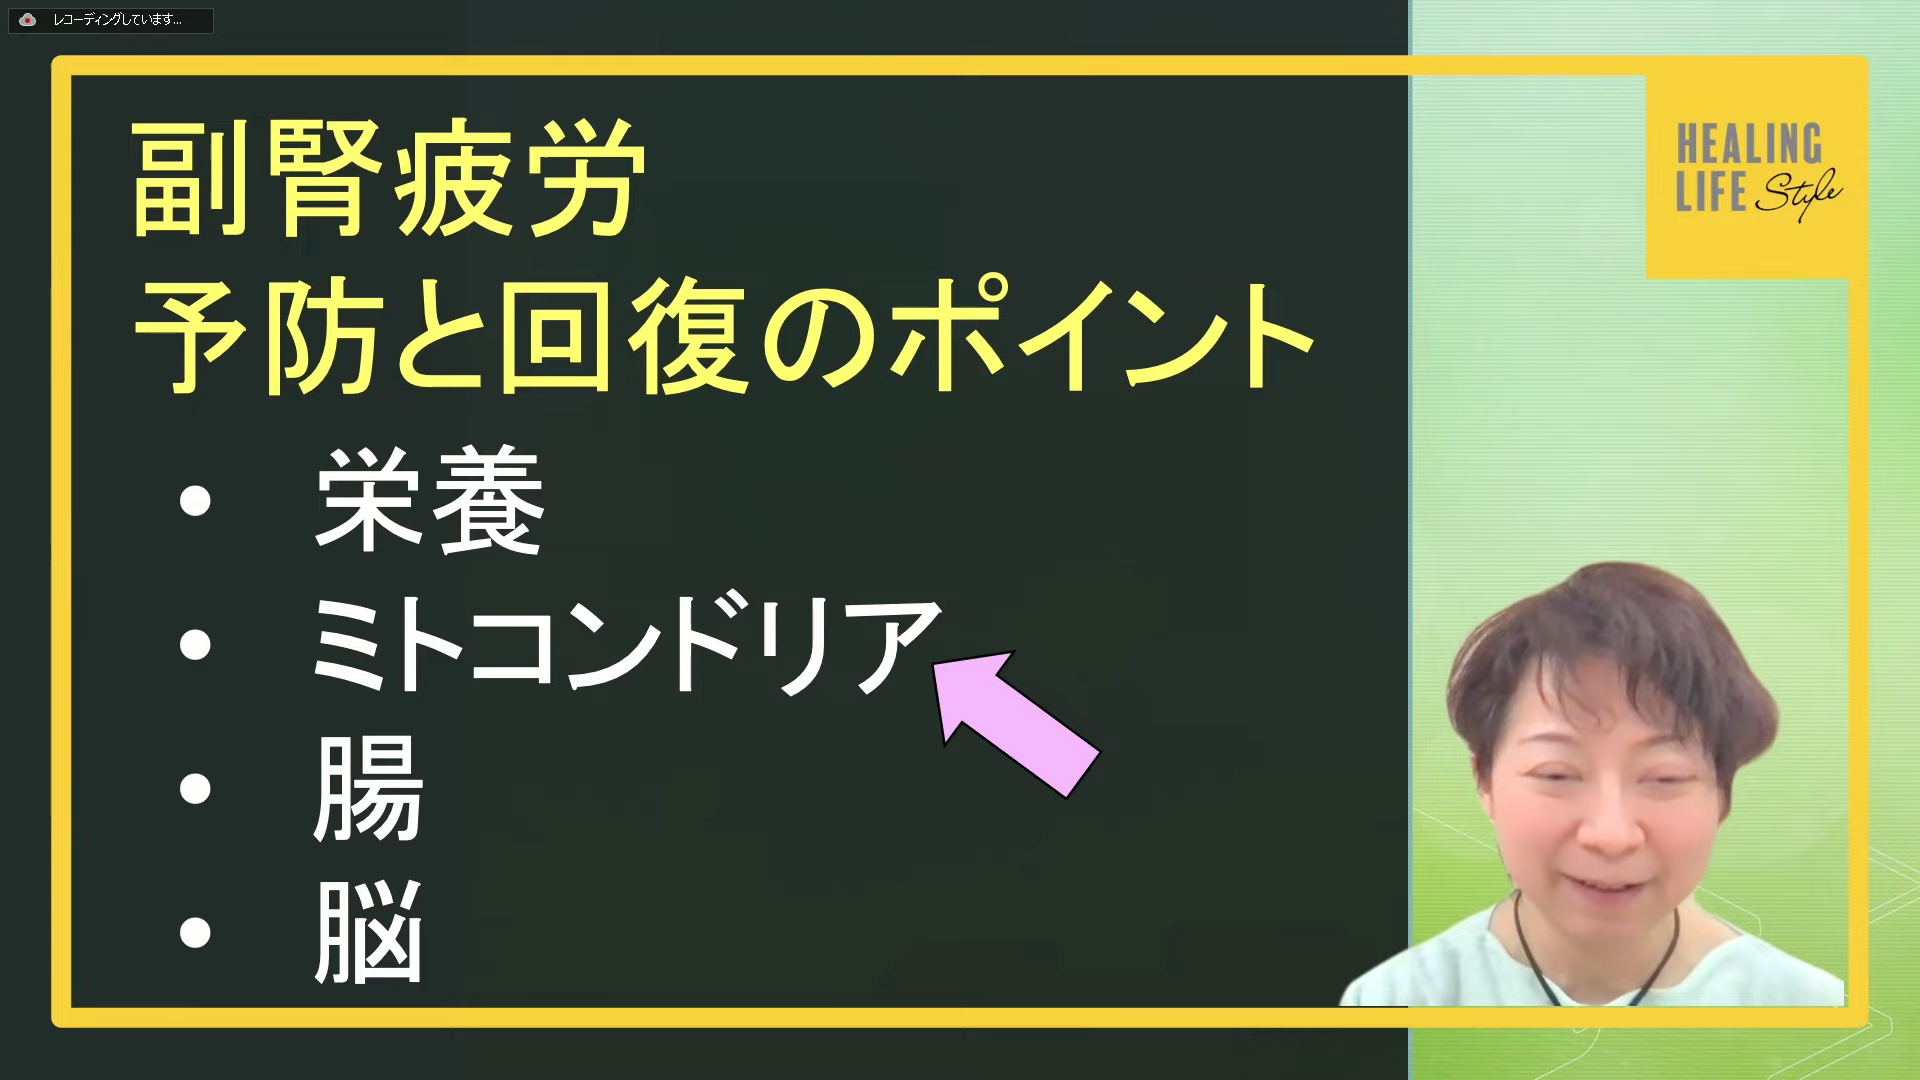 レコーディングしています...
副腎疲労
予防と回復のポイント
• 栄養
• ミトコンドリア
• 腸
• 脳
HEALING
LIFE Style